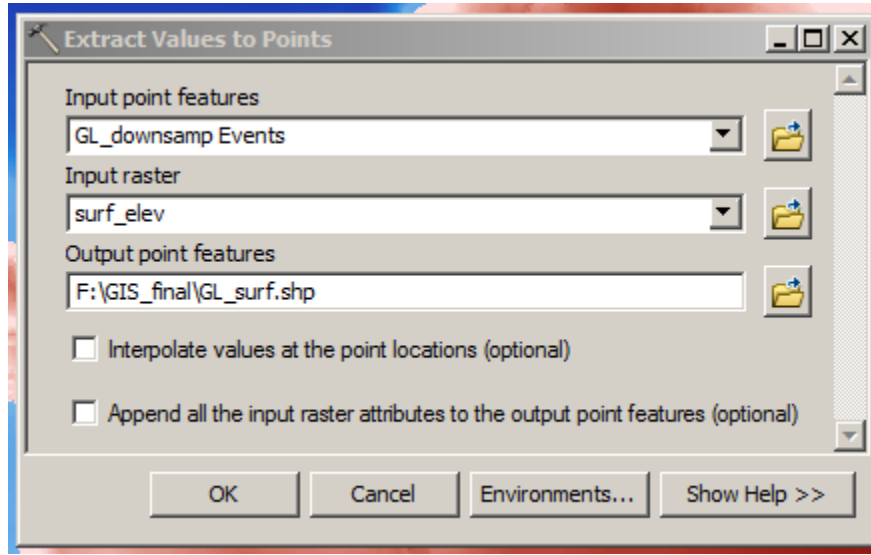 Extract Values to Points
Input point features
GL_downsamp Events
Input raster
surf_elev
Output point features
F:\GIS_final\GL_surf.shp
Interpolate values at the point locations (optional)
Append all the input raster attributes to the output point features (optional)
OK Cancel Environments... Show Help >>